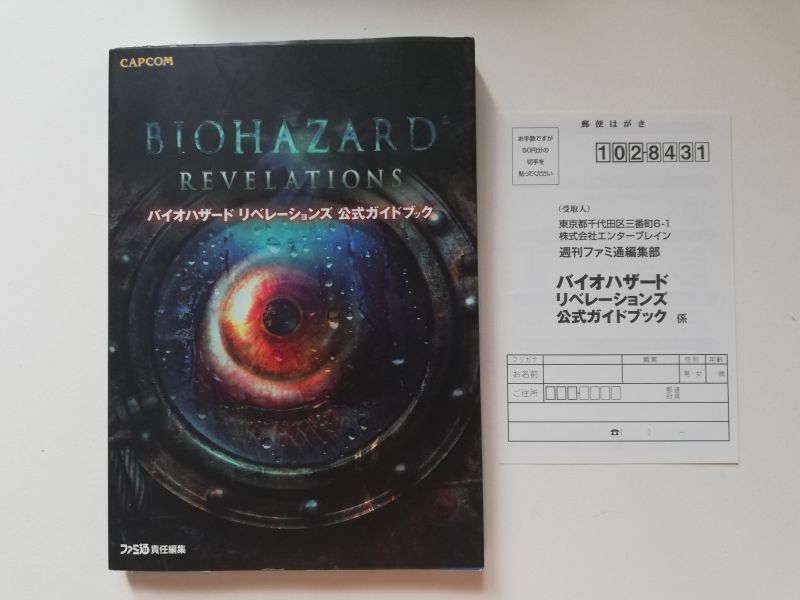 CAPCOM
BIOHAZARD
REVELATIONS
バイオハザード リベレーションズ 公式ガイドブック
ファミ通 責任編集
郵便はがき
お手数ですが
50円分の
切手を
貼ってください
102-8431
(受取人)
東京都千代田区三番町6-1
株式会社エンターブレイン
週刊ファミ通編集部
バイオハザード
リベレーションズ
公式ガイドブック 係
フリガナ 職業 性別 年齢
お名前 男・女 歳
ご住所 都道
府県
☎( ) −